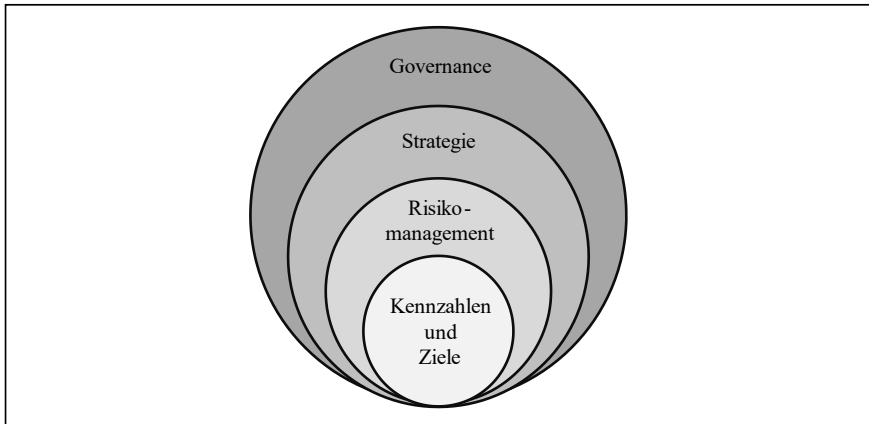 Governance
Strategie
Risiko-
management
Kennzahlen
und
Ziele